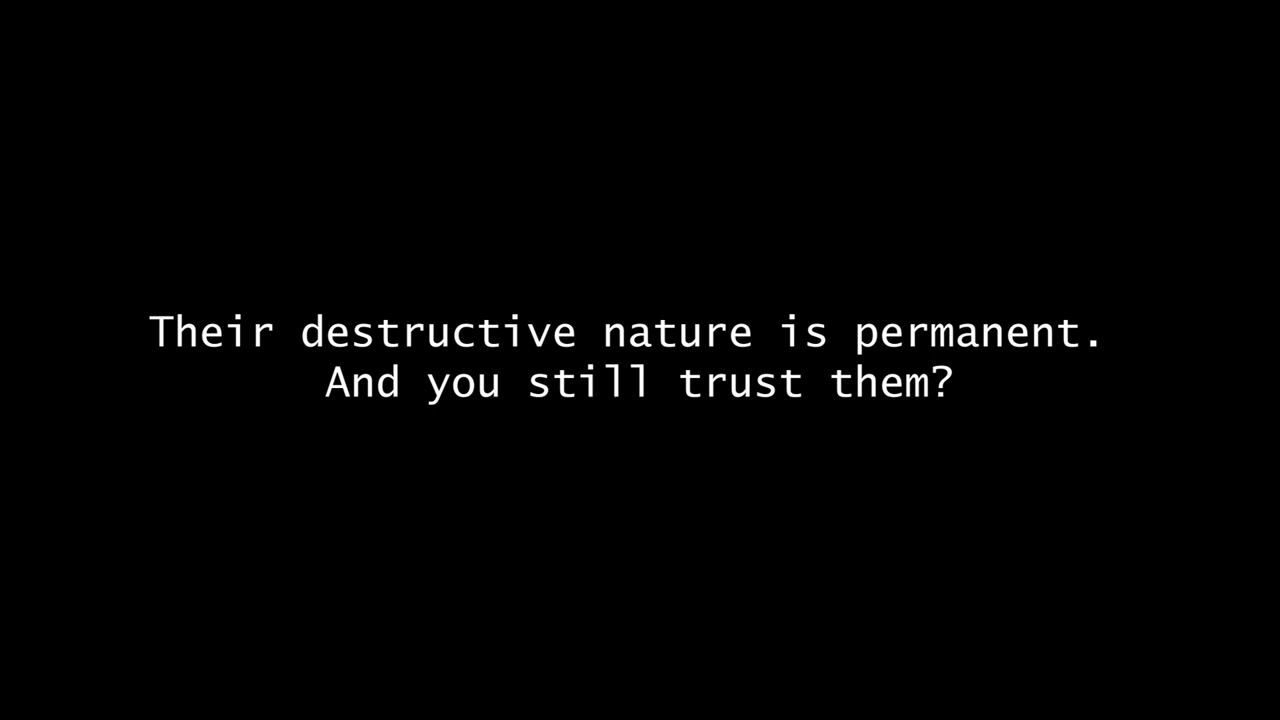 Their destructive nature is permanent.
And you still trust them?